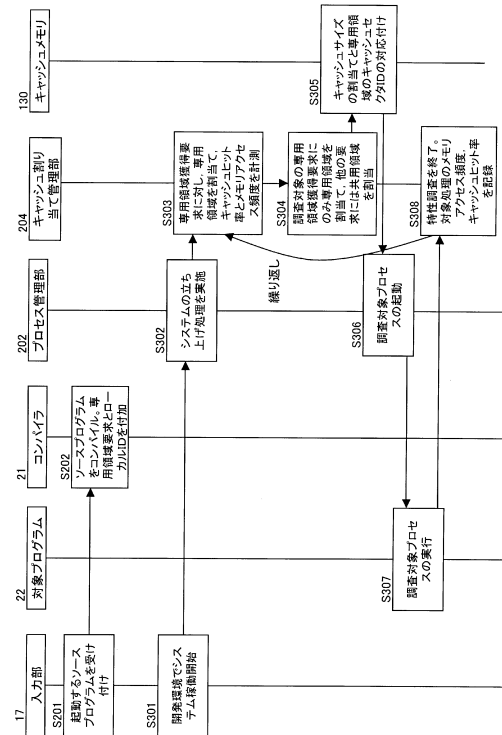 17
入力部
22
対象プログラム
21
コンパイラ
202
プロセス管理部
204
キャッシュ割り
当て管理部
130
キャッシュメモリ
S201
起動するソース
プログラムを受け
付け
S202
ソースプログラム
をコンパイル。専
用領域要求とロー
カルIDを付加
S301
開発環境でシス
テム稼働開始
S302
システムの立ち
上げ処理を実施
S303
専用領域獲得要
求に対し、専用
領域を割当て、
キャッシュヒット
率とメモリアクセ
ス頻度を計測
S304
調査対象の専用
領域獲得要求に
のみ専用領域を
割当て、他の要
求には共用領域
を割当
S305
キャッシュサイズ
の割当てと専用領
域のキャッシュセ
クタIDの対応付け
繰り返し
S306
調査対象プロセ
スの起動
S307
調査対象プロセ
スの実行
S308
特性調査を終了。
対象処理のメモリ
アクセス頻度、
キャッシュヒット率
を記録